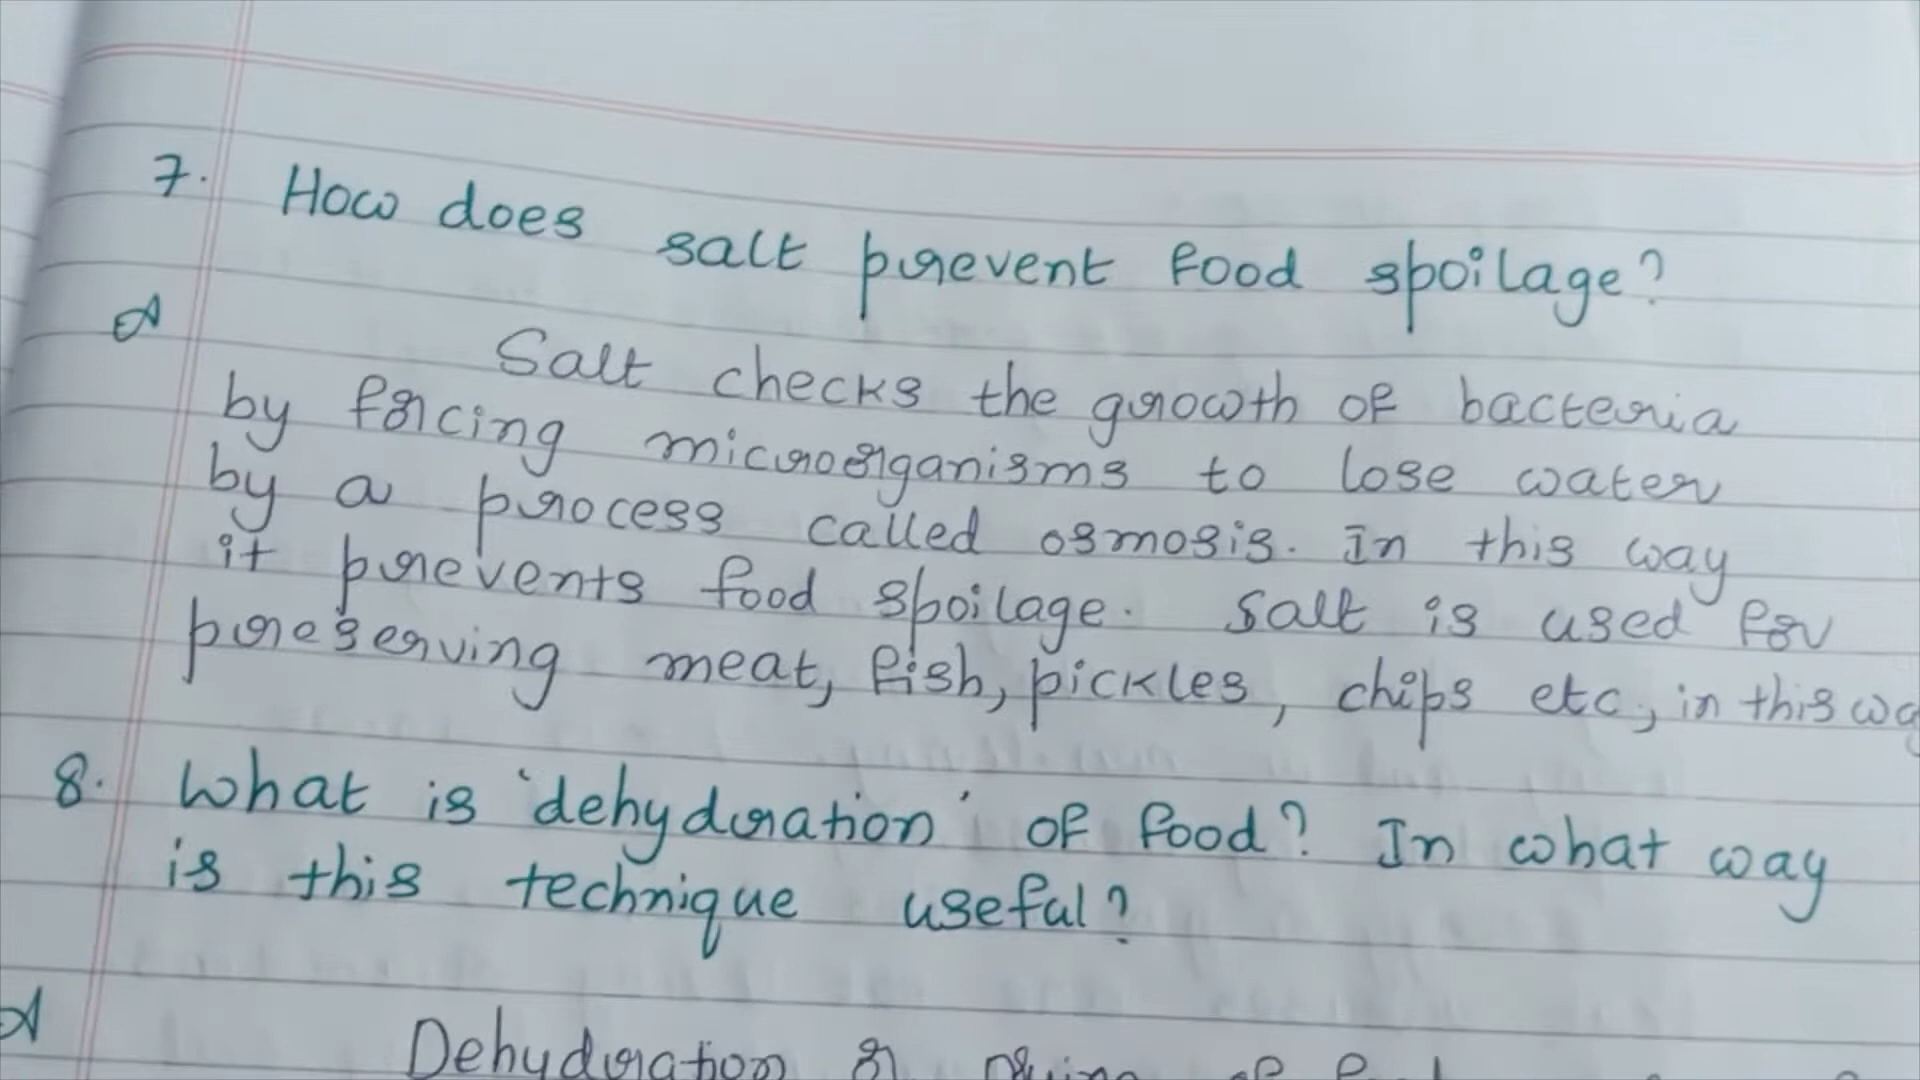 7. How does salt prevent food spoilage?
A Salt checks the growth of bacteria
by forcing microorganisms to lose water
by a process called osmosis. In this way
it prevents food spoilage. Salt is used for
preserving meat, fish, pickles, chips etc, in this
8. What is 'dehydration' of food? In what way
is this technique useful?
A Dehydration or